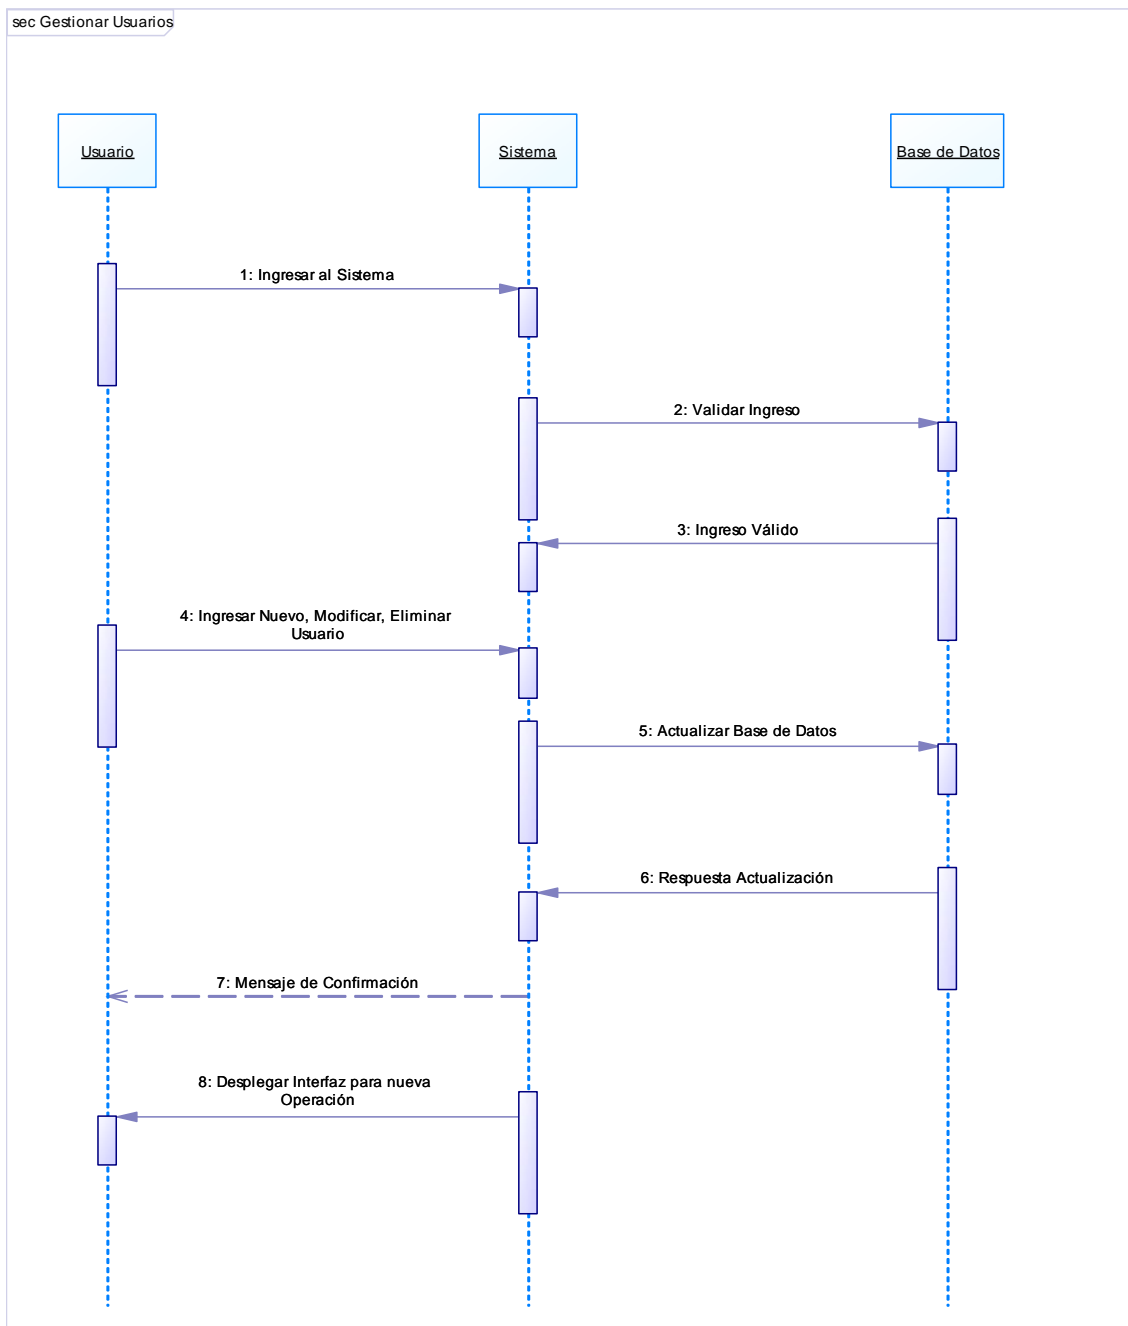 sec Gestionar Usuarios
Usuario
Sistema
Base de Datos
1: Ingresar al Sistema
2: Validar Ingreso
3: Ingreso Válido
4: Ingresar Nuevo, Modificar, Eliminar
Usuario
5: Actualizar Base de Datos
6: Respuesta Actualización
7: Mensaje de Confirmación
8: Desplegar Interfaz para nueva
Operación